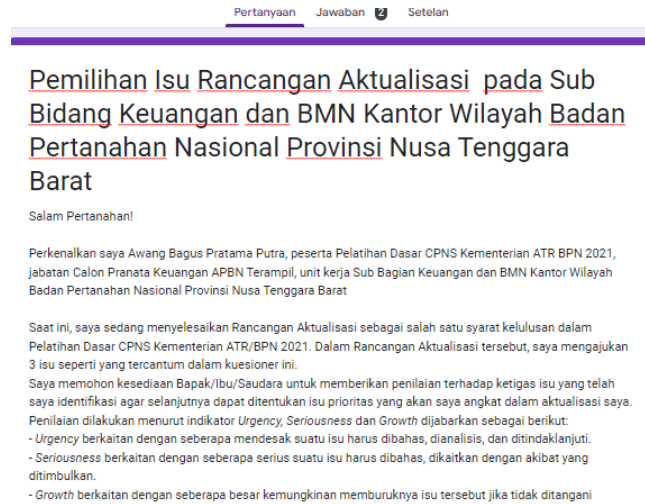 Pertanyaan Jawaban 2 Setelan
Pemilihan Isu Rancangan Aktualisasi pada Sub
Bidang Keuangan dan BMN Kantor Wilayah Badan
Pertanahan Nasional Provinsi Nusa Tenggara
Barat
Salam Pertanahan!
Perkenalkan saya Awang Bagus Pratama Putra, peserta Pelatihan Dasar CPNS Kementerian ATR BPN 2021,
jabatan Calon Pranata Keuangan APBN Terampil, unit kerja Sub Bagian Keuangan dan BMN Kantor Wilayah
Badan Pertanahan Nasional Provinsi Nusa Tenggara Barat
Saat ini, saya sedang menyelesaikan Rancangan Aktualisasi sebagai salah satu syarat kelulusan dalam
Pelatihan Dasar CPNS Kementerian ATR/BPN 2021. Dalam Rancangan Aktualisasi tersebut, saya mengajukan
3 isu seperti yang tercantum dalam kuesioner ini.
Saya memohon kesediaan Bapak/Ibu/Saudara untuk memberikan penilaian terhadap ketigas isu yang telah
saya identifikasi agar selanjutnya dapat ditentukan isu prioritas yang akan saya angkat dalam aktualisasi saya.
Penilaian dilakukan menurut indikator Urgency, Seriousness dan Growth dijabarkan sebagai berikut:
- Urgency berkaitan dengan seberapa mendesak suatu isu harus dibahas, dianalisis, dan ditindaklanjuti.
- Seriousness berkaitan dengan seberapa serius suatu isu harus dibahas, dikaitkan dengan akibat yang
ditimbulkan.
- Growth berkaitan dengan seberapa besar kemungkinan memburuknya isu tersebut jika tidak ditangani